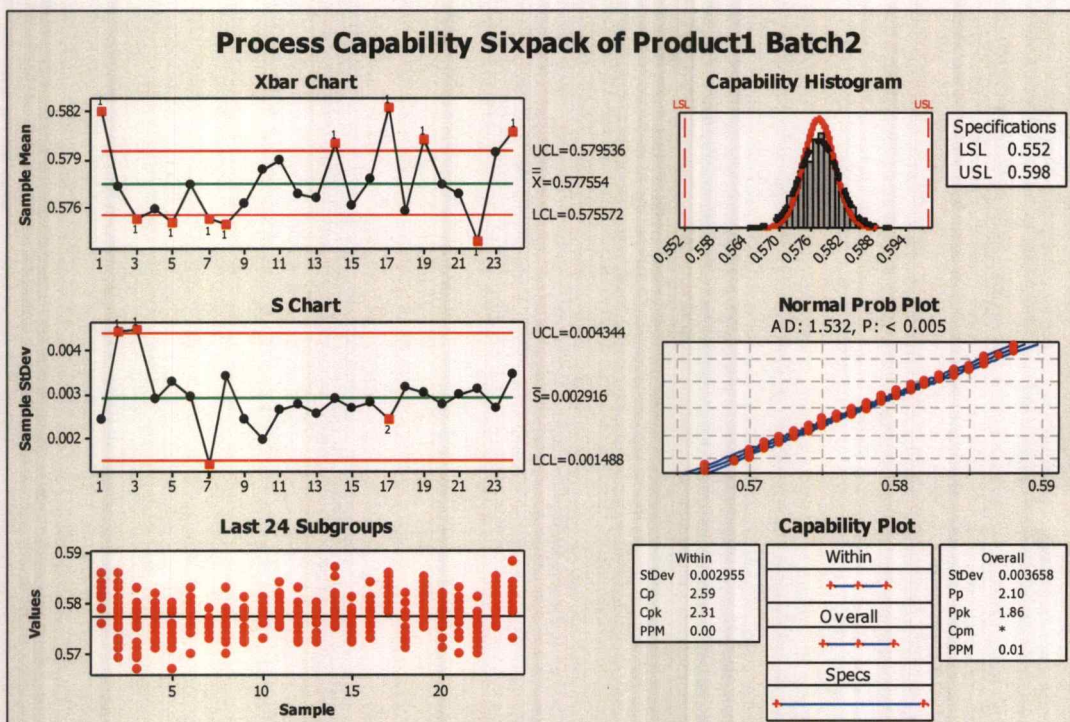 Process Capability Sixpack of Product1 Batch2
Xbar Chart
Sample Mean
0.582
0.579
0.576
1
1
1
1
1
1
1
1
UCL=0.579536
X=0.577554
LCL=0.575572
1 3 5 7 9 11 13 15 17 19 21 23
S Chart
Sample StDev
0.004
0.003
0.002
2
UCL=0.004344
S=0.002916
LCL=0.001488
1 3 5 7 9 11 13 15 17 19 21 23
Last 24 Subgroups
Values
0.59
0.58
0.57
5 10 15 20
Sample
Capability Histogram
LSL USL
0.552 0.558 0.564 0.570 0.576 0.582 0.588 0.594
Specifications
LSL 0.552
USL 0.598
Normal Prob Plot
AD: 1.532, P: < 0.005
0.57 0.58 0.59
Capability Plot
Within
StDev 0.002955
Cp 2.59
Cpk 2.31
PPM 0.00
Within
Overall
Specs
Overall
StDev 0.003658
Pp 2.10
Ppk 1.86
Cpm *
PPM 0.01